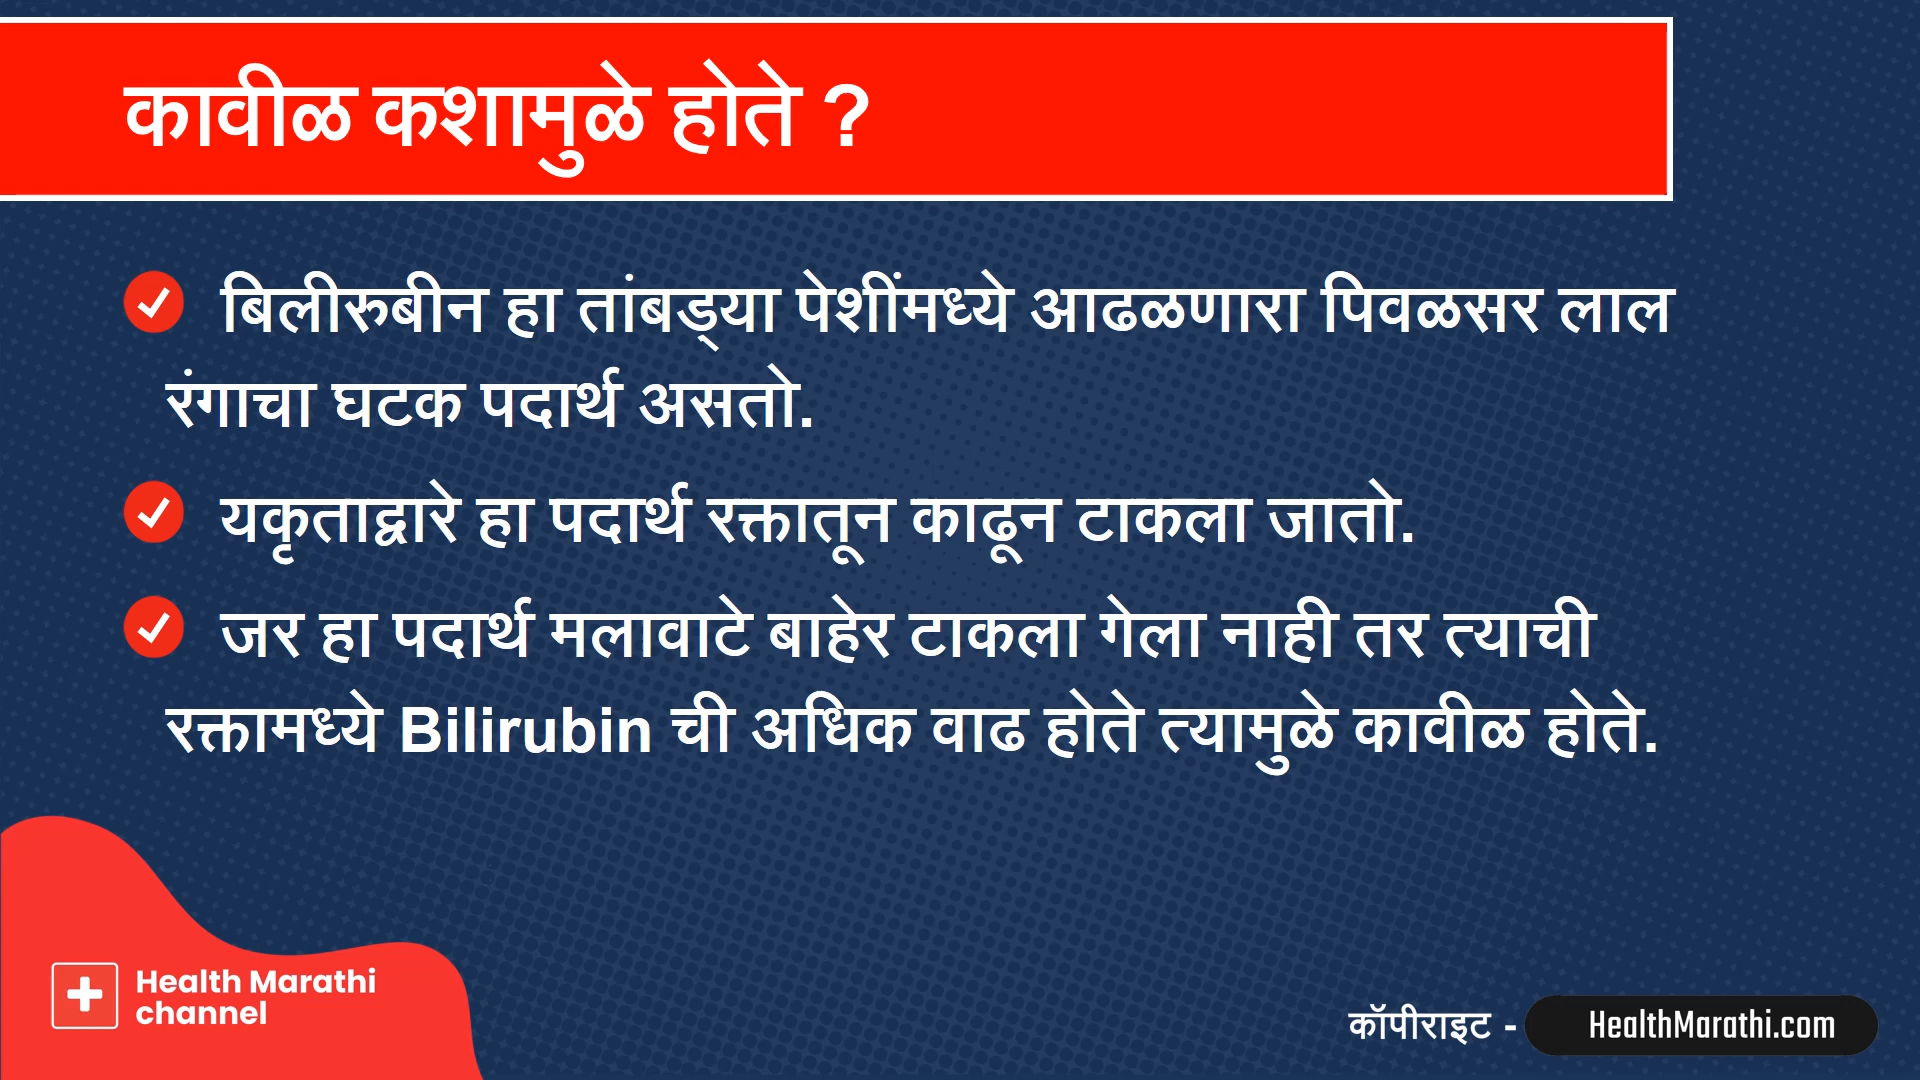 कावीळ कशामुळे होते ?
बिलीरुबीन हा तांबड्या पेशींमध्ये आढळणारा पिवळसर लाल
रंगाचा घटक पदार्थ असतो.
यकृताद्वारे हा पदार्थ रक्तातून काढून टाकला जातो.
जर हा पदार्थ मलावाटे बाहेर टाकला गेला नाही तर त्याची
रक्तामध्ये Bilirubin ची अधिक वाढ होते त्यामुळे कावीळ होते.
Health Marathi
channel
कॉपीराइट - HealthMarathi.com